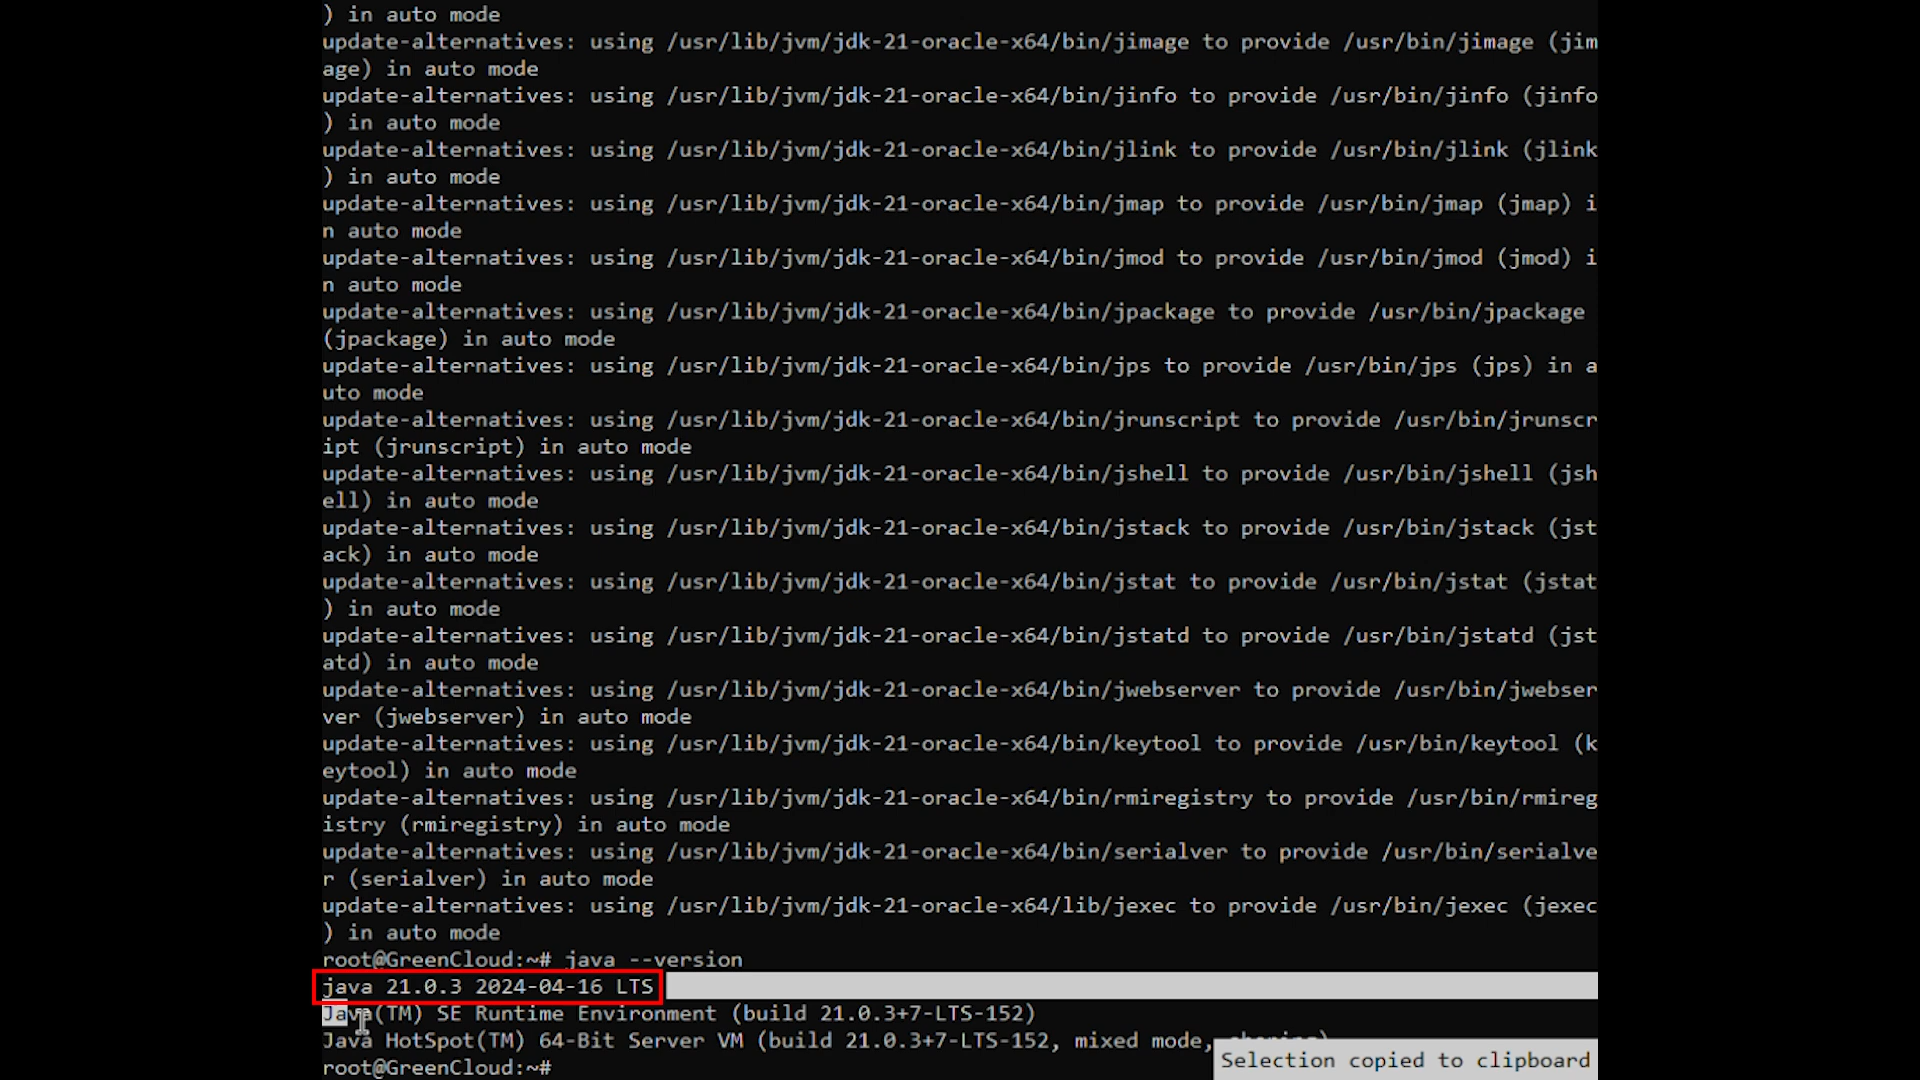 ) in auto mode
update-alternatives: using /usr/lib/jvm/jdk-21-oracle-x64/bin/jimage to provide /usr/bin/jimage (jim
age) in auto mode
update-alternatives: using /usr/lib/jvm/jdk-21-oracle-x64/bin/jinfo to provide /usr/bin/jinfo (jinfo
) in auto mode
update-alternatives: using /usr/lib/jvm/jdk-21-oracle-x64/bin/jlink to provide /usr/bin/jlink (jlink
) in auto mode
update-alternatives: using /usr/lib/jvm/jdk-21-oracle-x64/bin/jmap to provide /usr/bin/jmap (jmap) i
n auto mode
update-alternatives: using /usr/lib/jvm/jdk-21-oracle-x64/bin/jmod to provide /usr/bin/jmod (jmod) i
n auto mode
update-alternatives: using /usr/lib/jvm/jdk-21-oracle-x64/bin/jpackage to provide /usr/bin/jpackage
(jpackage) in auto mode
update-alternatives: using /usr/lib/jvm/jdk-21-oracle-x64/bin/jps to provide /usr/bin/jps (jps) in a
uto mode
update-alternatives: using /usr/lib/jvm/jdk-21-oracle-x64/bin/jrunscript to provide /usr/bin/jrunscr
ipt (jrunscript) in auto mode
update-alternatives: using /usr/lib/jvm/jdk-21-oracle-x64/bin/jshell to provide /usr/bin/jshell (jsh
ell) in auto mode
update-alternatives: using /usr/lib/jvm/jdk-21-oracle-x64/bin/jstack to provide /usr/bin/jstack (jst
ack) in auto mode
update-alternatives: using /usr/lib/jvm/jdk-21-oracle-x64/bin/jstat to provide /usr/bin/jstat (jstat
) in auto mode
update-alternatives: using /usr/lib/jvm/jdk-21-oracle-x64/bin/jstatd to provide /usr/bin/jstatd (jst
atd) in auto mode
update-alternatives: using /usr/lib/jvm/jdk-21-oracle-x64/bin/jwebserver to provide /usr/bin/jwebser
ver (jwebserver) in auto mode
update-alternatives: using /usr/lib/jvm/jdk-21-oracle-x64/bin/keytool to provide /usr/bin/keytool (k
eytool) in auto mode
update-alternatives: using /usr/lib/jvm/jdk-21-oracle-x64/bin/rmiregistry to provide /usr/bin/rmireg
istry (rmiregistry) in auto mode
update-alternatives: using /usr/lib/jvm/jdk-21-oracle-x64/bin/serialver to provide /usr/bin/serialve
r (serialver) in auto mode
update-alternatives: using /usr/lib/jvm/jdk-21-oracle-x64/lib/jexec to provide /usr/bin/jexec (jexec
) in auto mode
root@GreenCloud:~# java --version
java 21.0.3 2024-04-16 LTS
Java(TM) SE Runtime Environment (build 21.0.3+7-LTS-152)
Java HotSpot(TM) 64-Bit Server VM (build 21.0.3+7-LTS-152, mixed mode,
root@GreenCloud:~#
Selection copied to clipboard